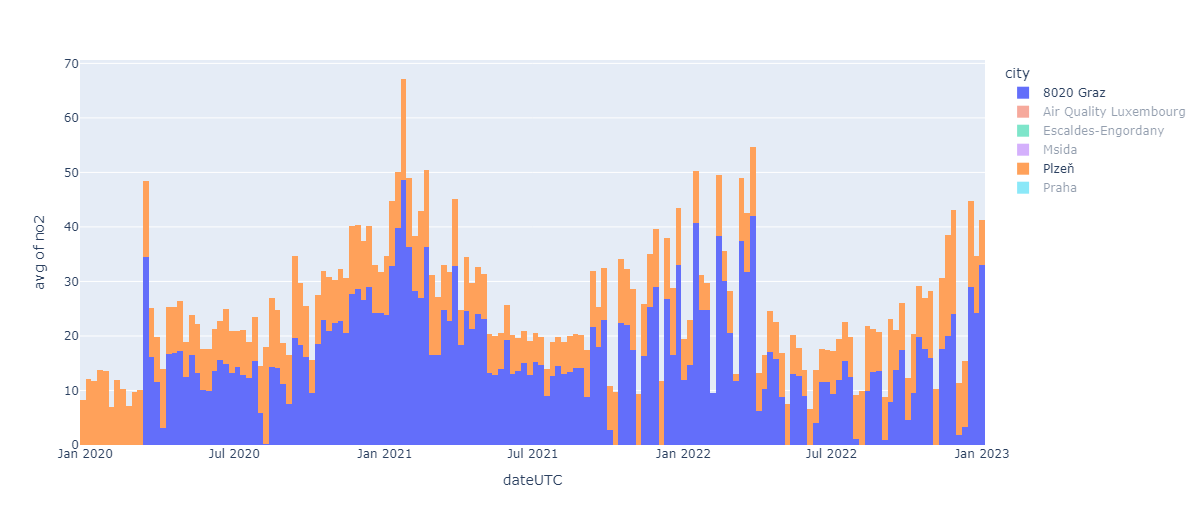 city
8020 Graz
Air Quality Luxembourg
Escaldes-Engordany
Msida
Plzeň
Praha
avg of no2
70
60
50
40
30
20
10
0
Jan 2020
Jul 2020
Jan 2021
Jul 2021
Jan 2022
Jul 2022
Jan 2023
dateUTC